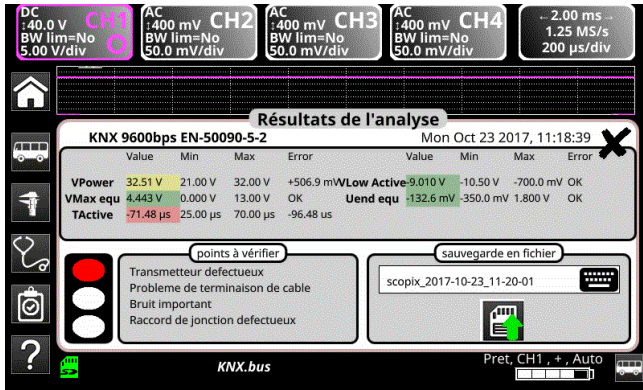 DC
↕40.0 V CH1
BW lim=No
5.00 V/div
AC
↕400 mV CH2
BW lim=No
50.0 mV/div
AC
↕400 mV CH3
BW lim=No
50.0 mV/div
AC
↕400 mV CH4
BW lim=No
50.0 mV/div
←2.00 ms→
1.25 MS/s
200 µs/div
Résultats de l'analyse
KNX 9600bps EN-50090-5-2 Mon Oct 23 2017, 11:18:39
Value Min Max Error Value Min Max Error
VPower 32.51 V 21.00 V 32.00 V +506.9 mV VLow Active -9.010 V -10.50 V -700.0 mV OK
VMax equ 4.443 V 0.000 V 13.00 V OK Uend equ -132.6 mV -350.0 mV 1.800 V OK
TActive -71.48 µs 25.00 µs 70.00 µs -96.48 us
points à vérifier
Transmetteur defectueux
Probleme de terminaison de cable
Bruit important
Raccord de jonction defectueux
sauvegarde en fichier
scopix_2017-10-23_11-20-01
KNX.bus
Pret, CH1 , + , Auto